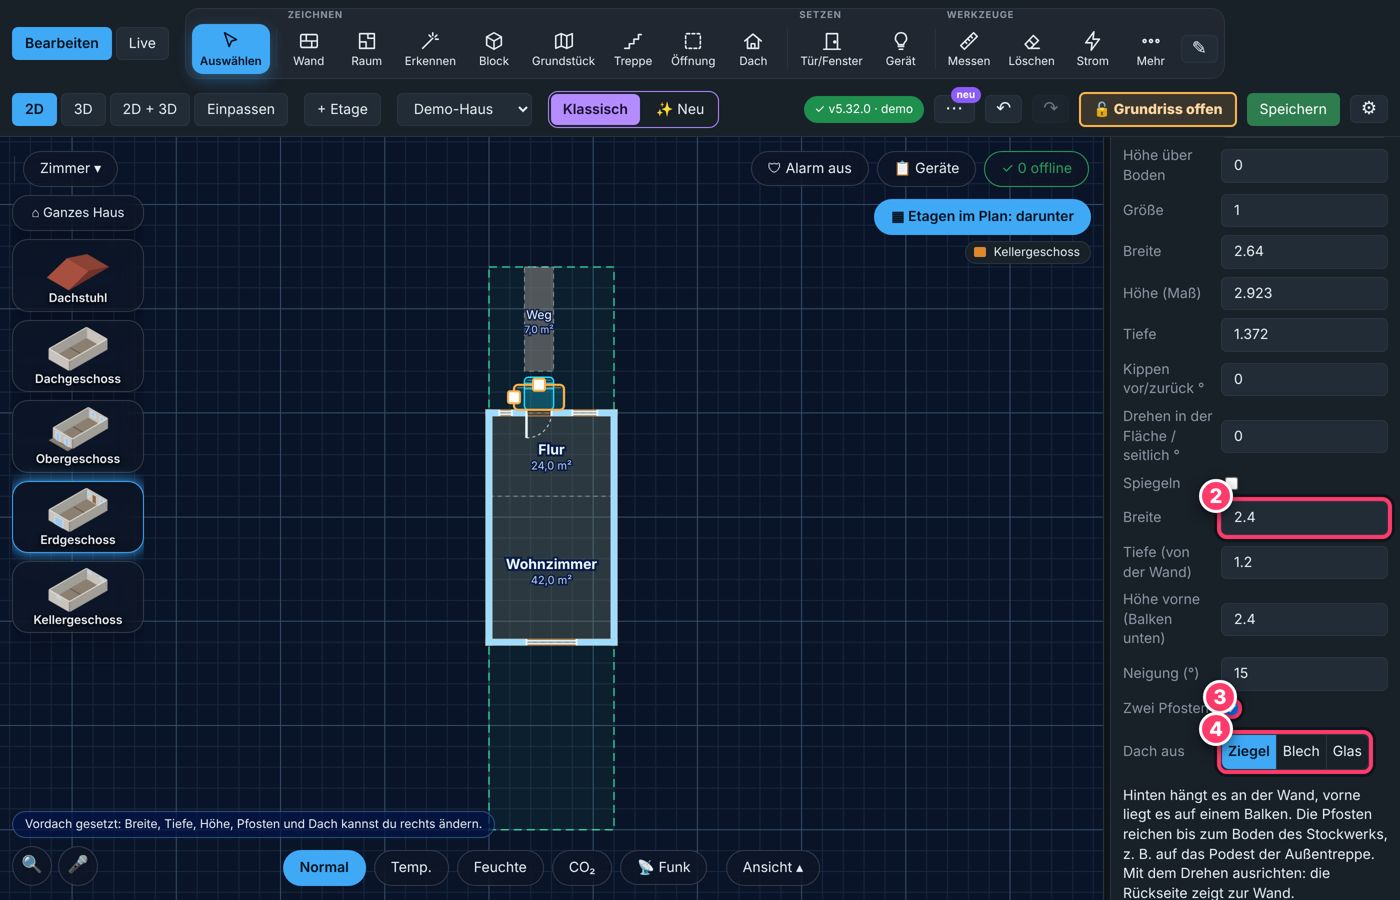 ZEICHNEN
SETZEN
WERKZEUGE
Bearbeiten
Live
Auswählen
Wand
Raum
Erkennen
Block
Grundstück
Treppe
Öffnung
Dach
Tür/Fenster
Gerät
Messen
Löschen
Strom
Mehr
2D
3D
2D + 3D
Einpassen
+ Etage
Demo-Haus
Klassisch
✨ Neu
✓ v5.32.0 · demo
neu
Grundriss offen
Speichern
Zimmer ▾
Alarm aus
Geräte
✓ 0 offline
⌂ Ganzes Haus
Etagen im Plan: darunter
Kellergeschoss
Dachstuhl
Dachgeschoss
Obergeschoss
Erdgeschoss
Kellergeschoss
Weg
7,0 m²
Flur
24,0 m²
Wohnzimmer
42,0 m²
Vordach gesetzt: Breite, Tiefe, Höhe, Pfosten und Dach kannst du rechts ändern.
Normal
Temp.
Feuchte
CO₂
Funk
Ansicht ▴
Höhe über
Boden
0
Größe
1
Breite
2.64
Höhe (Maß)
2.923
Tiefe
1.372
Kippen
vor/zurück °
0
Drehen in der
Fläche /
seitlich °
0
Spiegeln
2
Breite
2.4
Tiefe (von
der Wand)
1.2
Höhe vorne
(Balken
unten)
2.4
Neigung (°)
15
3
Zwei Pfosten
4
Dach aus
Ziegel
Blech
Glas
Hinten hängt es an der Wand, vorne
liegt es auf einem Balken. Die Pfosten
reichen bis zum Boden des Stockwerks,
z. B. auf das Podest der Außentreppe.
Mit dem Drehen ausrichten: die
Rückseite zeigt zur Wand.